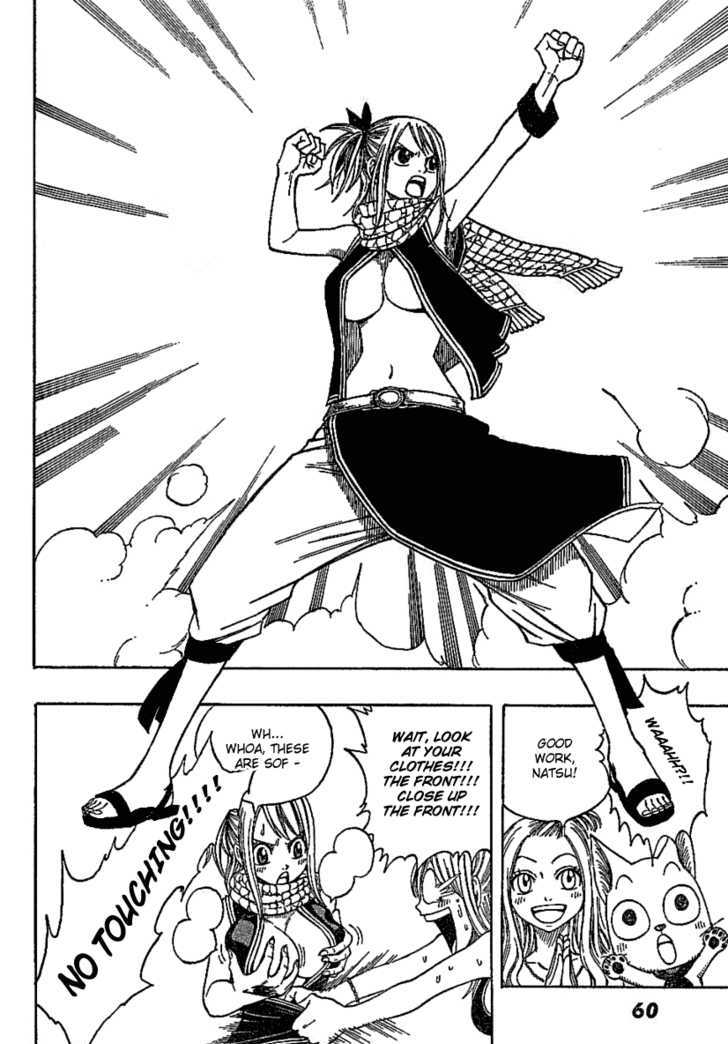 WAAAHH?!!
GOOD
WORK,
NATSU!
WAIT, LOOK
AT YOUR
CLOTHES!!!
THE FRONT!!!
CLOSE UP
THE FRONT!!!
WH...
WHOA, THESE
ARE SOF -
NO TOUCHING!!!!
60